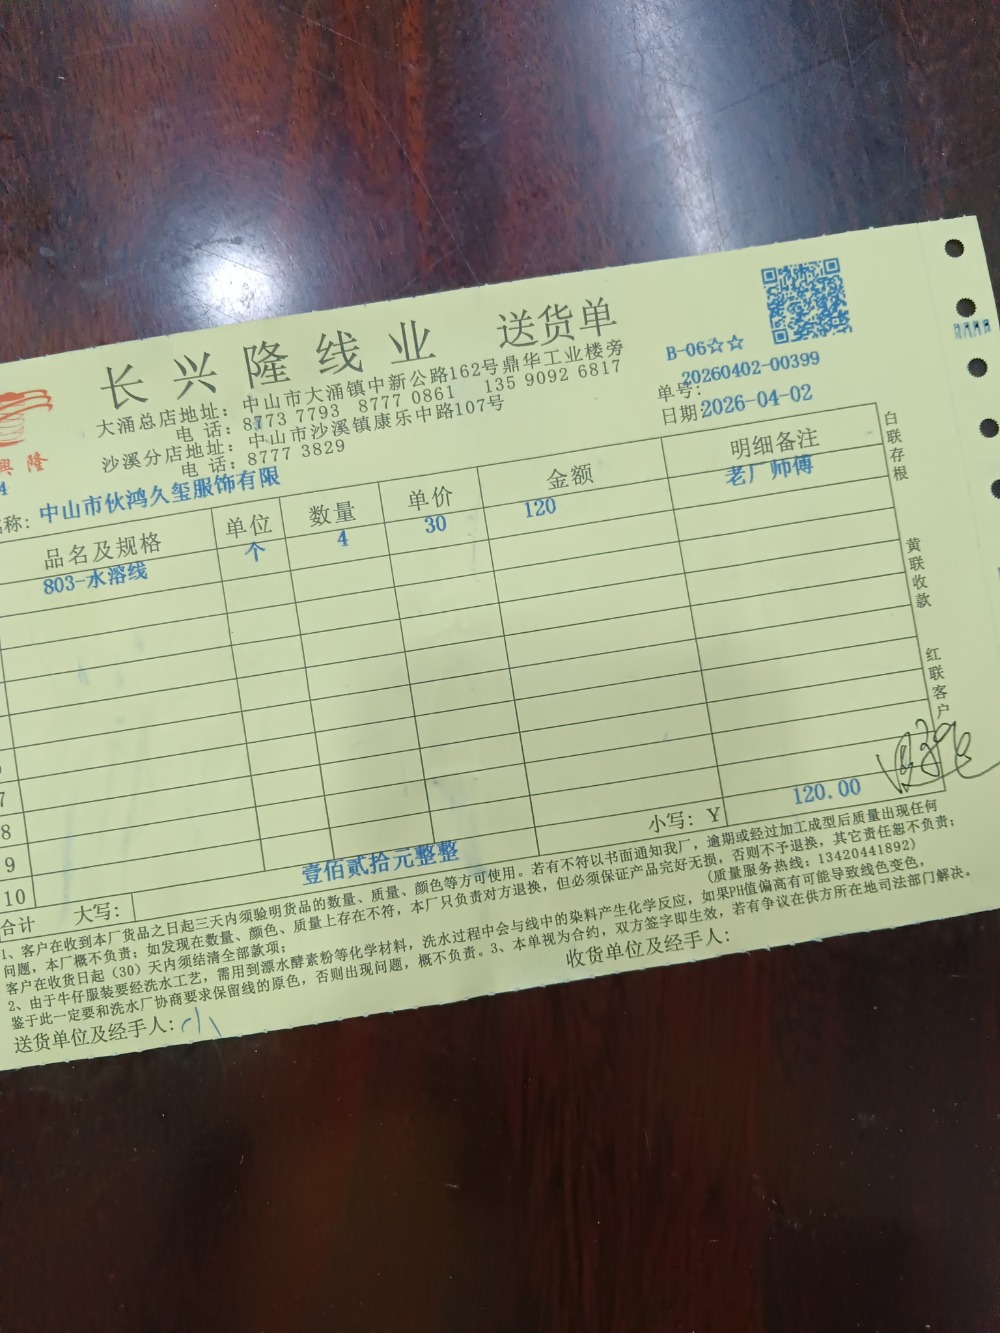 长兴隆线业 送货单
B-06☆☆
大涌总店地址：中山市大涌镇中新公路162号鼎华工业楼旁
电 话：8773 7793 8777 0861 135 9092 6817
沙溪分店地址：中山市沙溪镇康乐中路107号
电 话：8777 3829
單号：20260402-00399
日期：2026-04-02
興隆
4
名称：中山市伙鸿久玺服饰有限
品名及规格 单位 数量 单价 金额 明细备注
803-水溶线 个 4 30 120 老厂帅傅
7
8
9
10
合计 大写：壹佰贰拾元整整 小写：Y 120.00
1、客户在收到本厂货品之日起三天内须验明货品的数量、质量、颜色等方可使用。若有不符以书面通知我厂，逾期或经过加工成型后质量出现任何
问题，本厂概不负责；如发现在数量、颜色、质量上存在不符，本厂只负责对方退换，但必须保证产品完好无损，否则不予退换，其它责任恕不负责；
客户在收货日起（30）天内须结清全部款项； (质量服务热线：13420441892)
2、由于牛仔服装要经洗水工艺，需用到漂水酵素粉等化学材料，洗水过程中会与线中的染料产生化学反应，如果PH值偏高有可能导致线色变色，
鉴于此一定要和洗水厂协商要求保留线的原色，否则出现问题，概不负责。3、本单视为合约，双方签字即生效，若有争议在供方所在地司法部门解决。
送货单位及经手人：小 收货单位及经手人：
白联存根
黄联收款
红联客户